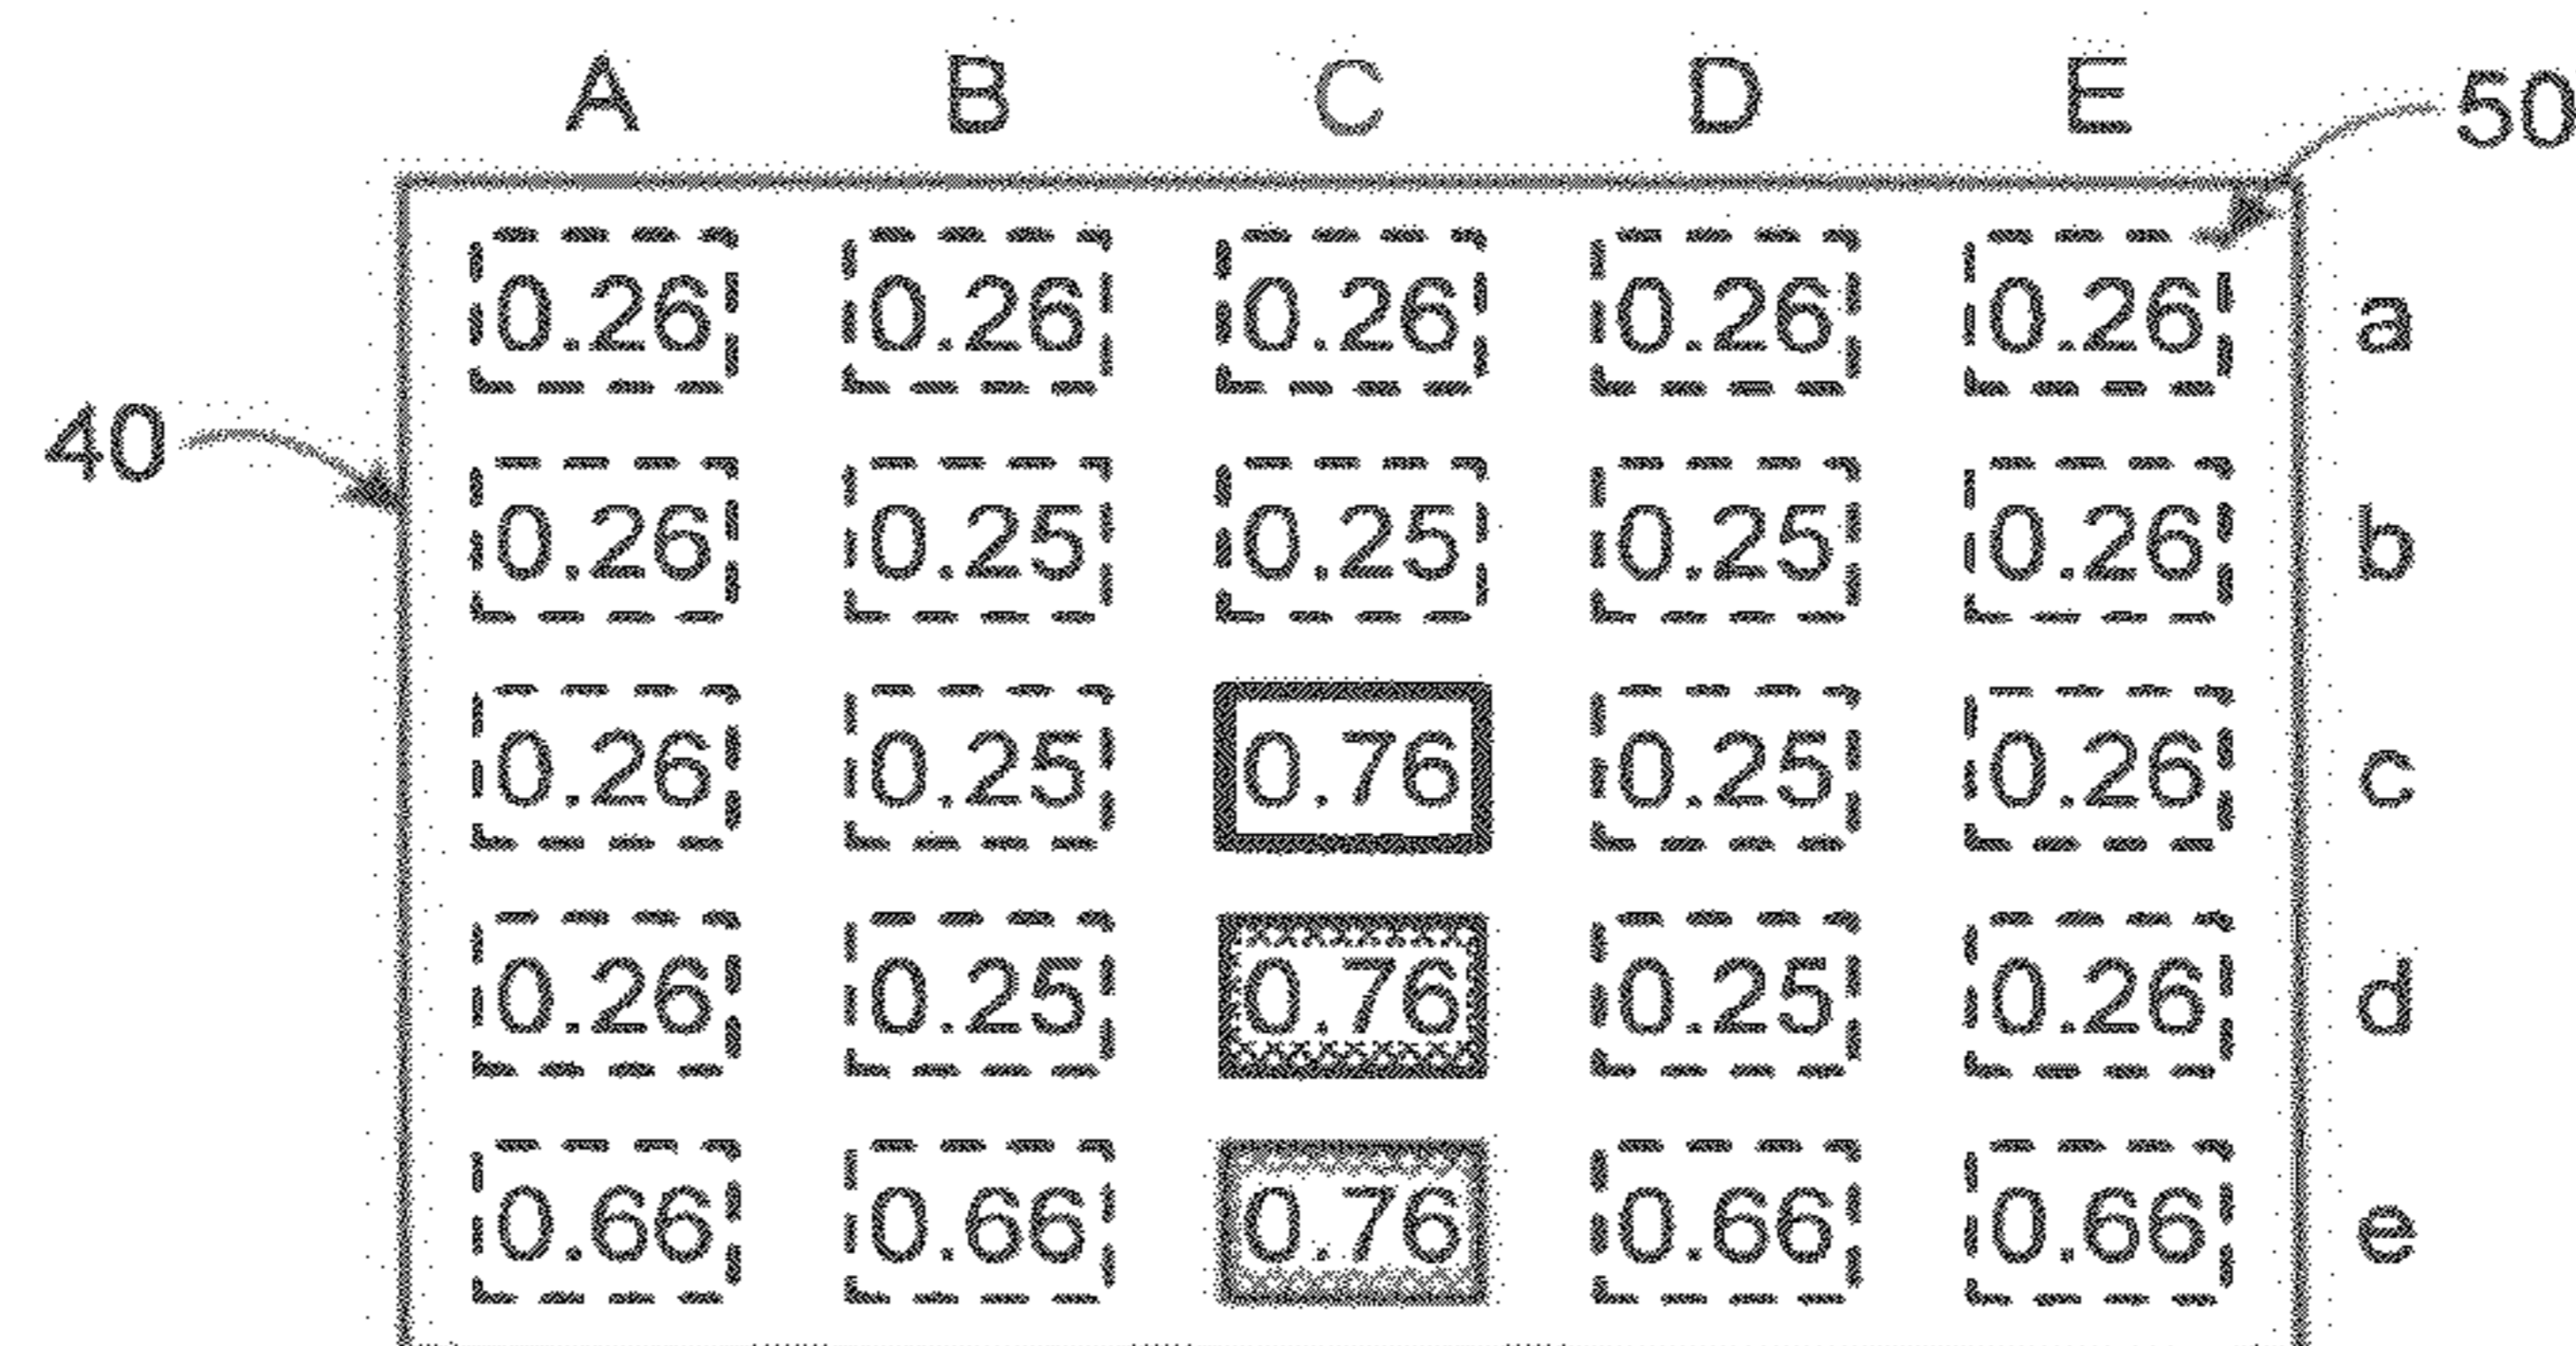 A B C D E 50
0.26 0.26 0.26 0.26 0.26 a
40
0.26 0.25 0.25 0.25 0.26 b
0.26 0.25 0.76 0.25 0.26 c
0.26 0.25 0.76 0.25 0.26 d
0.66 0.66 0.76 0.66 0.66 e